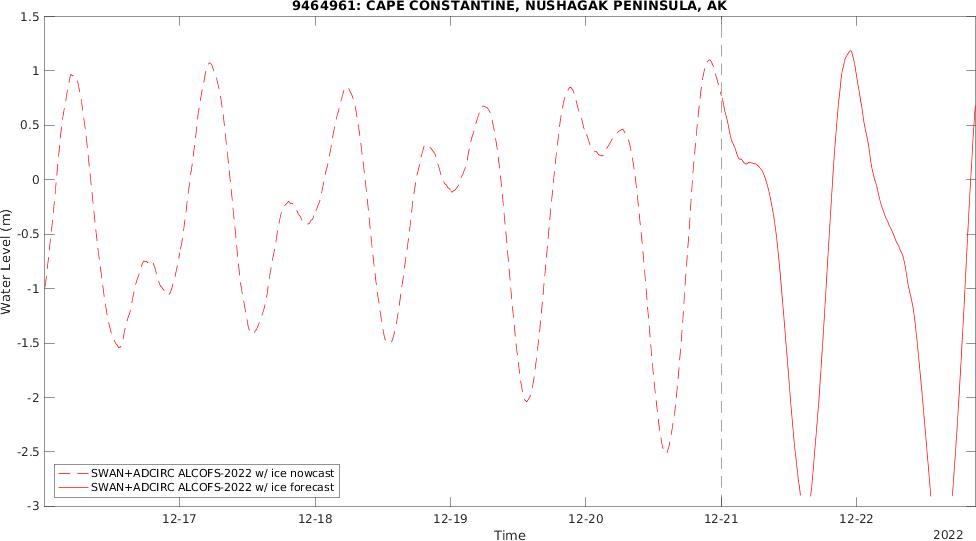 9464961: CAPE CONSTANTINE, NUSHAGAK PENINSULA, AK
1.5
1
0.5
0
-0.5
-1
-1.5
-2
-2.5
-3
Water Level (m)
SWAN+ADCIRC ALCOFS-2022 w/ ice nowcast
SWAN+ADCIRC ALCOFS-2022 w/ ice forecast
12-17 12-18 12-19 12-20 12-21 12-22
Time
2022